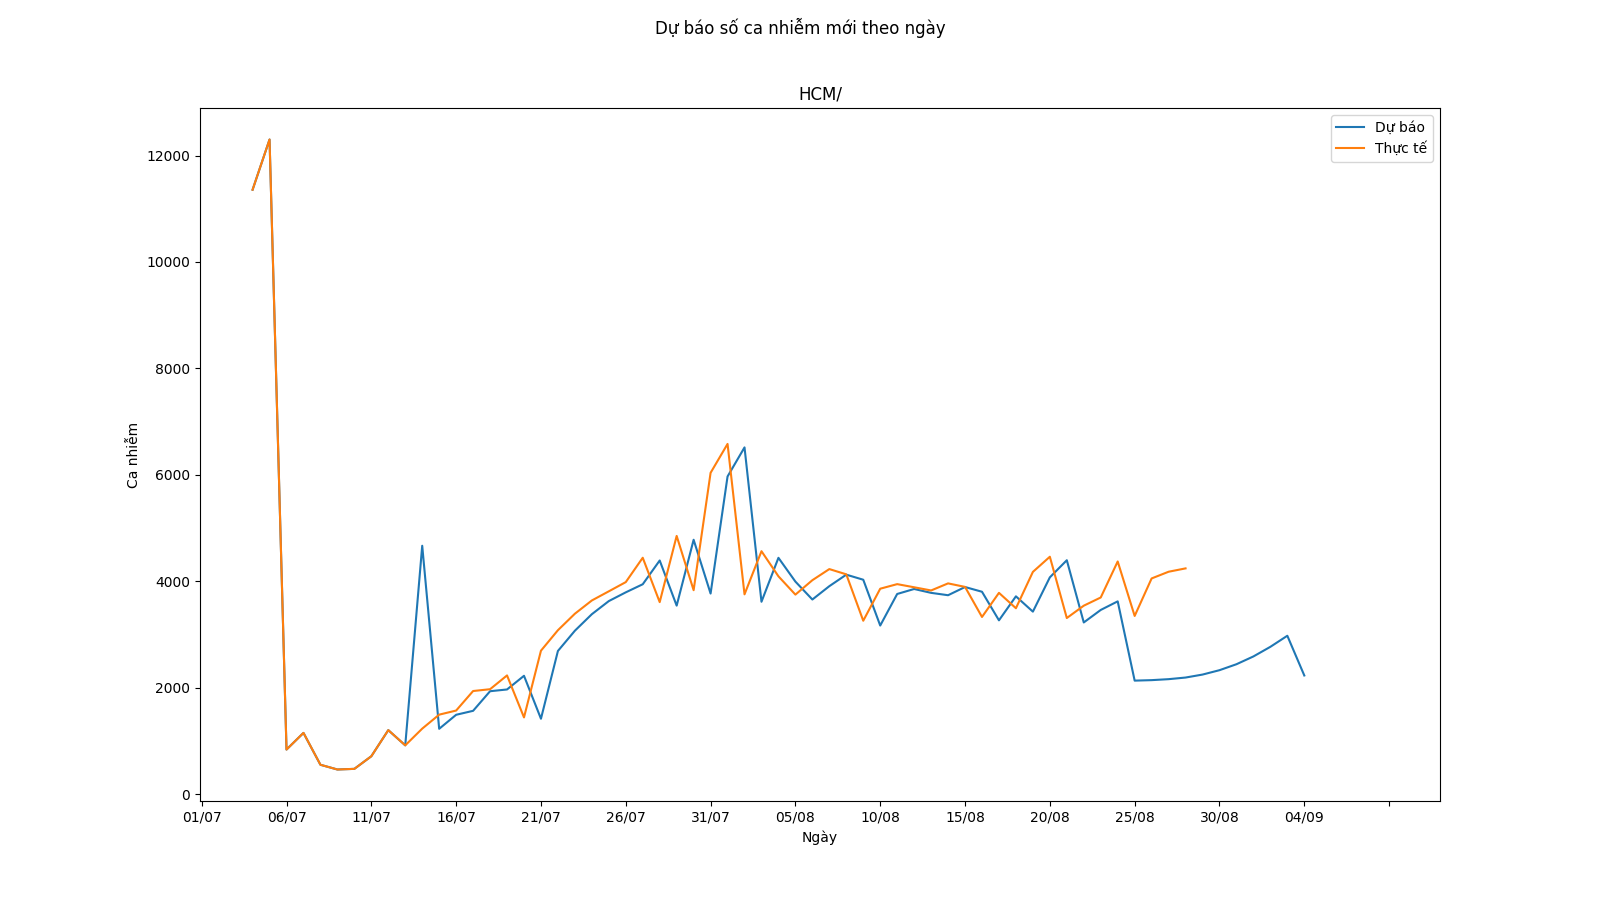 Dự báo số ca nhiễm mới theo ngày
HCM/
Dự báo
Thực tế
12000
10000
8000
6000
4000
2000
0
Ca nhiễm
01/07 06/07 11/07 16/07 21/07 26/07 31/07 05/08 10/08 15/08 20/08 25/08 30/08 04/09
Ngày